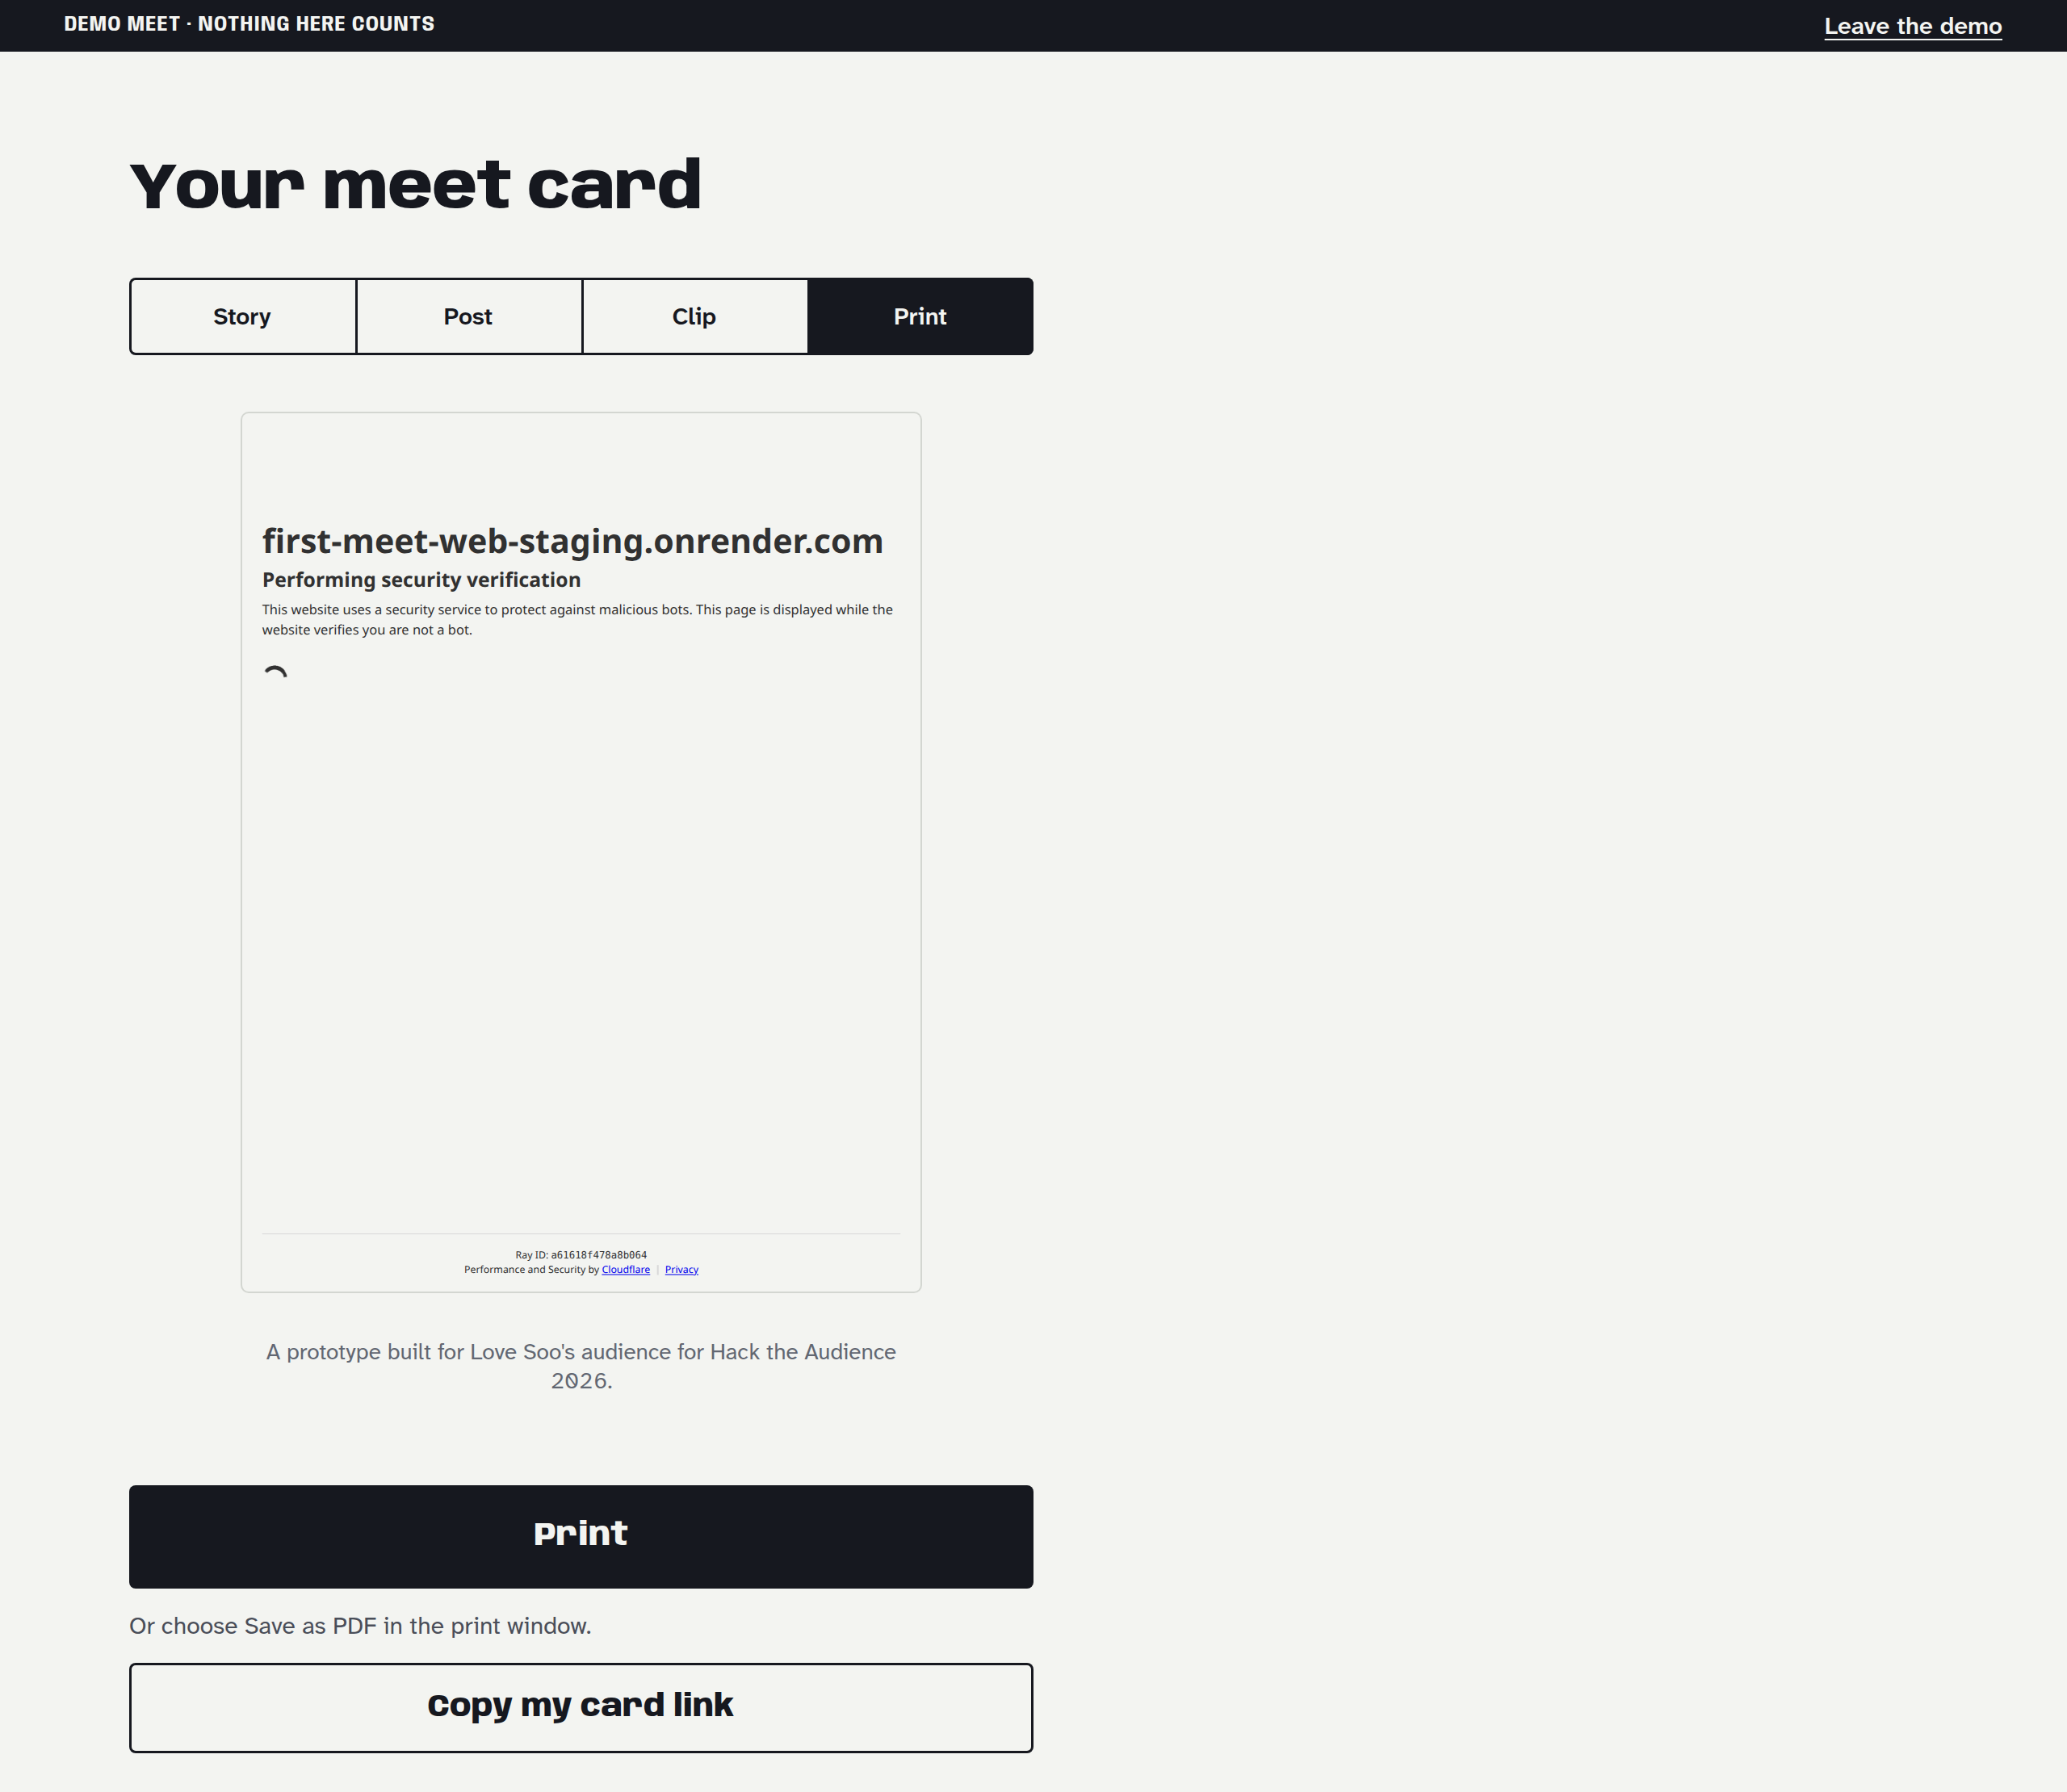 DEMO MEET · NOTHING HERE COUNTS
Leave the demo
Your meet card
Story
Post
Clip
Print
first-meet-web-staging.onrender.com
Performing security verification
This website uses a security service to protect against malicious bots. This page is displayed while the
website verifies you are not a bot.
Ray ID: a61618f478a8b064
Performance and Security by Cloudflare | Privacy
A prototype built for Love Soo's audience for Hack the Audience
2026.
Print
Or choose Save as PDF in the print window.
Copy my card link